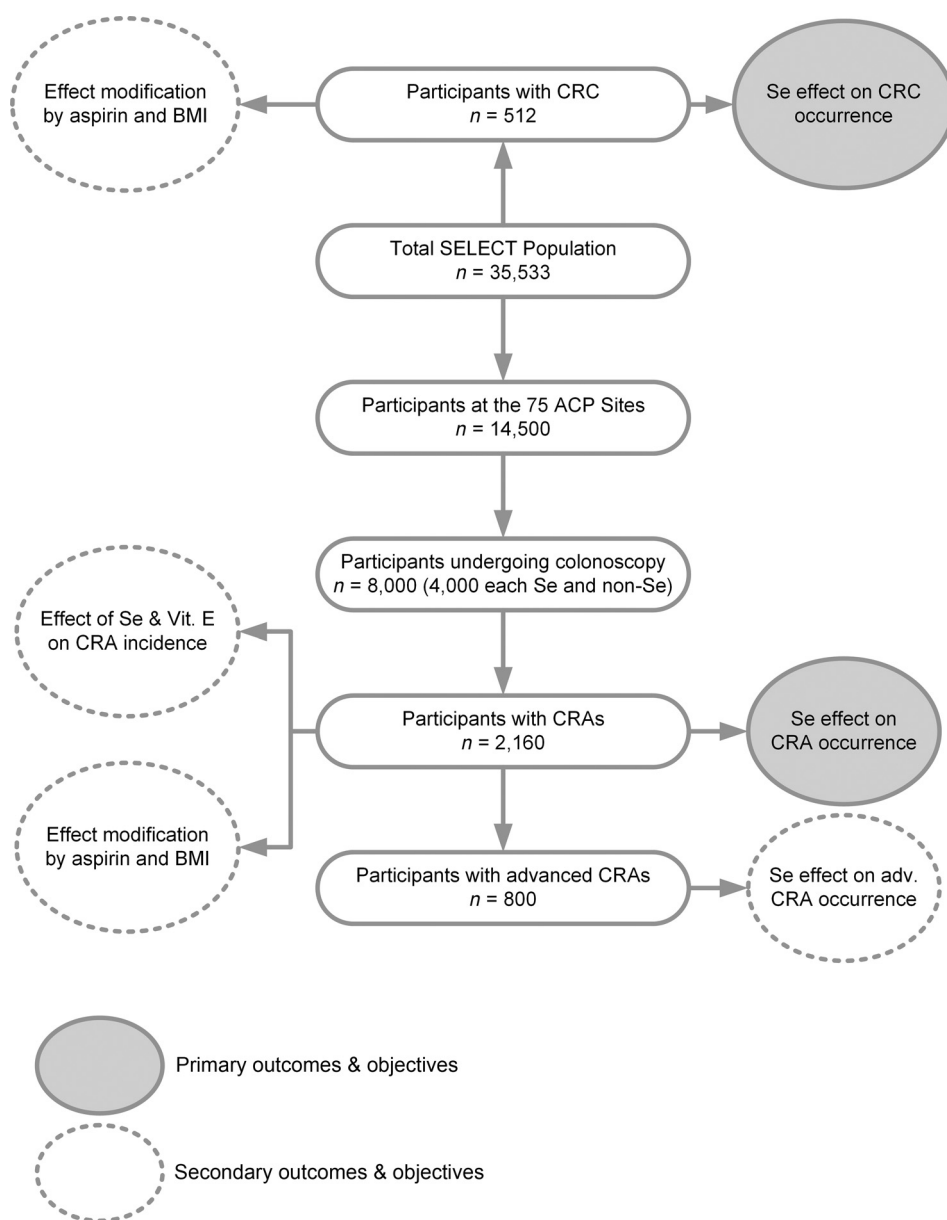 Effect modification
by aspirin and BMI
Participants with CRC
n = 512
Se effect on CRC
occurrence
Total SELECT Population
n = 35,533
Participants at the 75 ACP Sites
n = 14,500
Participants undergoing colonoscopy
n = 8,000 (4,000 each Se and non-Se)
Effect of Se & Vit. E
on CRA incidence
Participants with CRAs
n = 2,160
Se effect on
CRA occurrence
Effect modification
by aspirin and BMI
Participants with advanced CRAs
n = 800
Se effect on adv.
CRA occurrence
Primary outcomes & objectives
Secondary outcomes & objectives